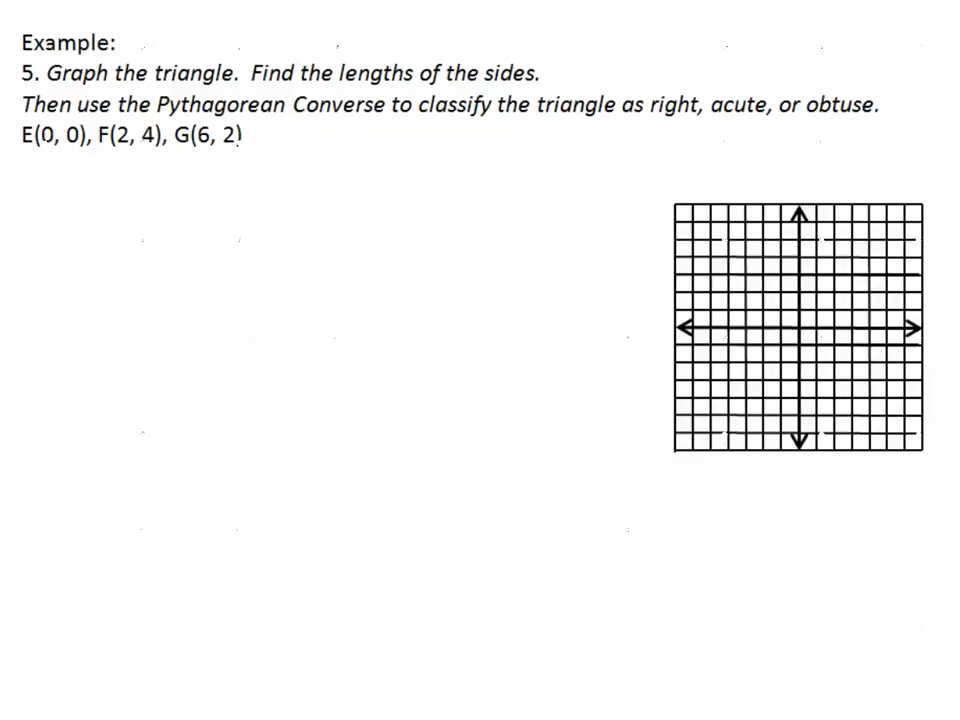 Example:
5. Graph the triangle.  Find the lengths of the sides.
Then use the Pythagorean Converse to classify the triangle as right, acute, or obtuse.
E(0, 0), F(2, 4), G(6, 2)